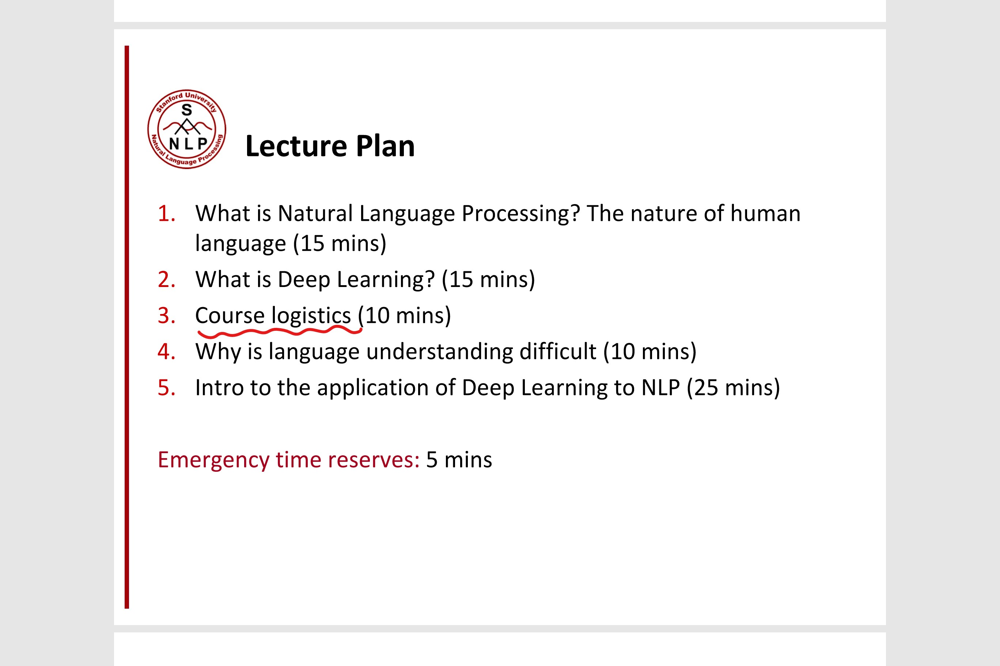 Stanford University
S
NLP
Natural Language Processing
Lecture Plan
1. What is Natural Language Processing? The nature of human
language (15 mins)
2. What is Deep Learning? (15 mins)
3. Course logistics (10 mins)
4. Why is language understanding difficult (10 mins)
5. Intro to the application of Deep Learning to NLP (25 mins)
Emergency time reserves: 5 mins